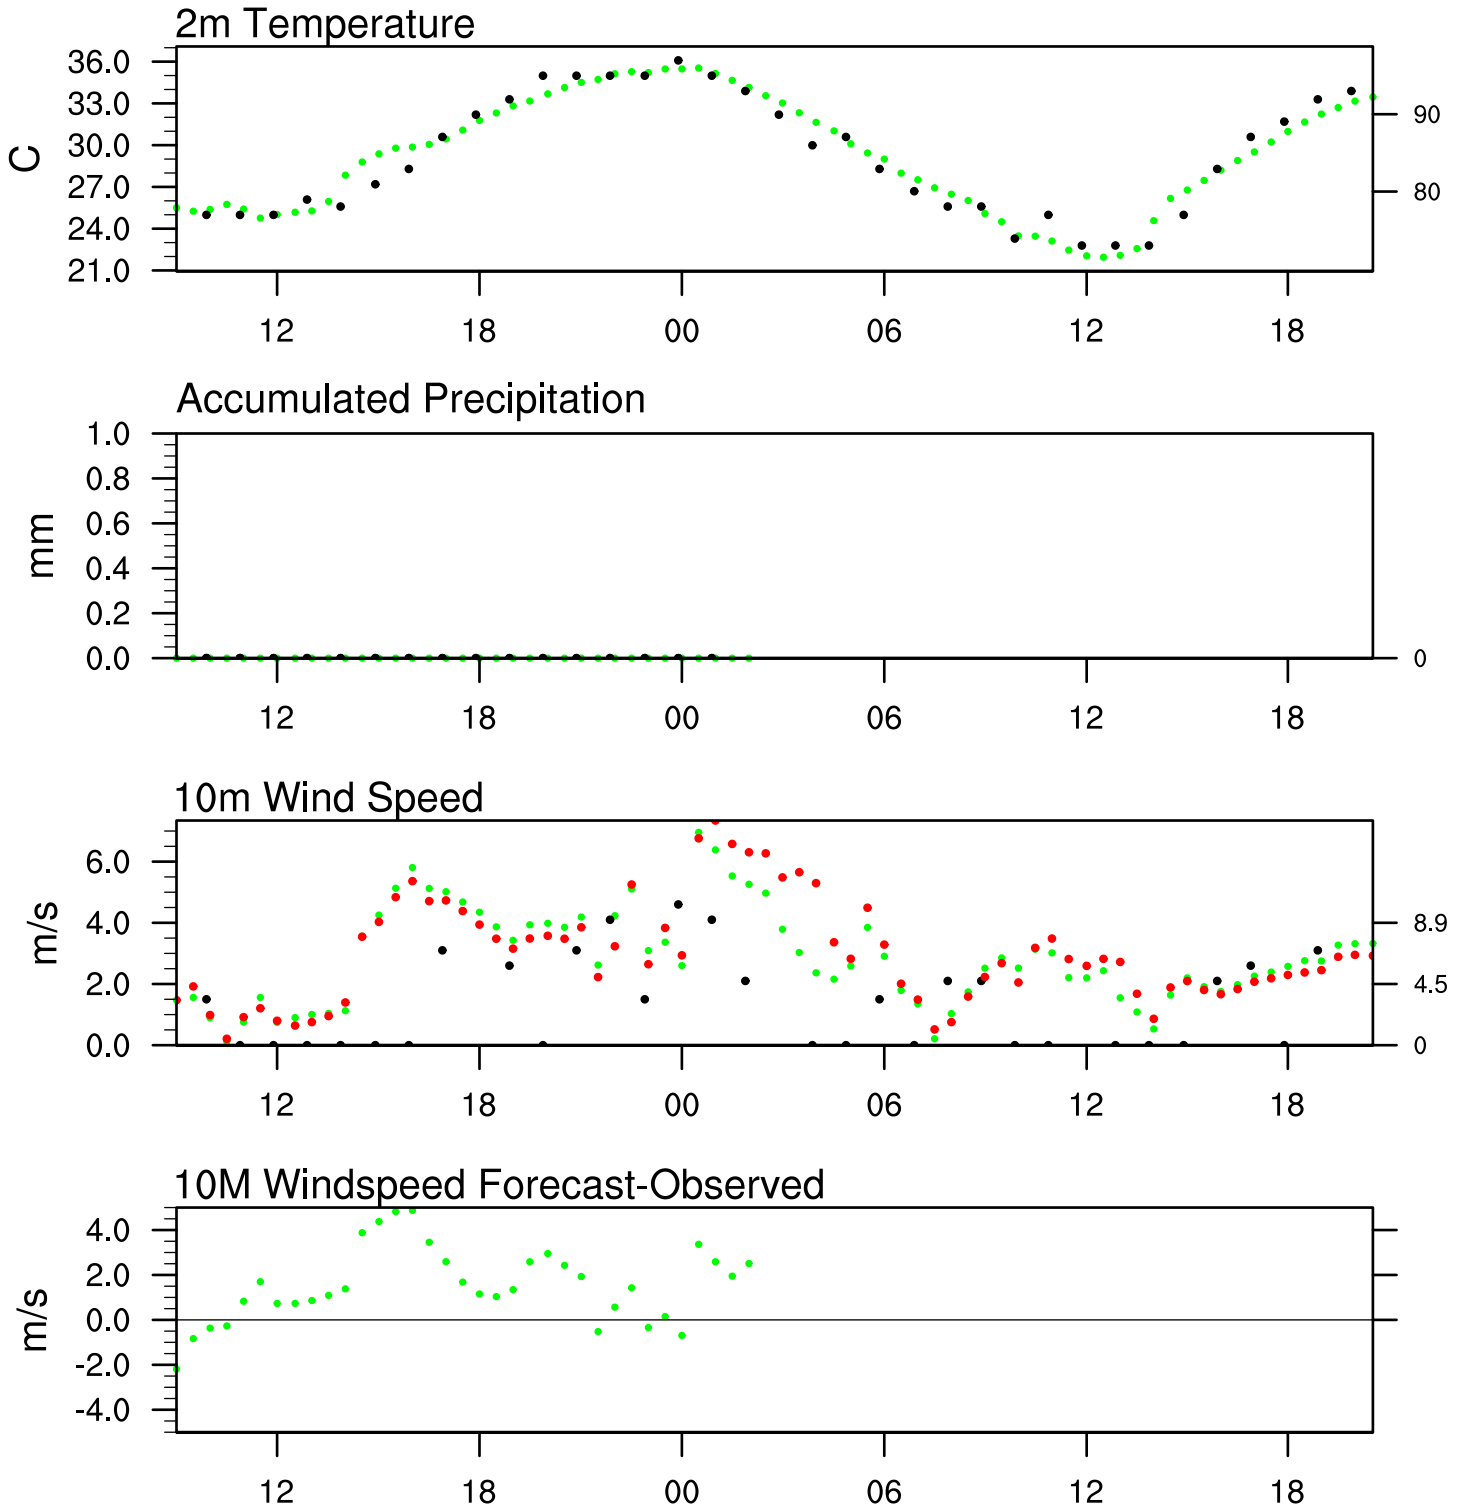 2m Temperature
36.0
33.0
30.0
27.0
24.0
21.0
C
90
80
12 18 00 06 12 18
Accumulated Precipitation
1.0
0.8
0.6
0.4
0.2
0.0
mm
0
12 18 00 06 12 18
10m Wind Speed
6.0
4.0
2.0
0.0
m/s
8.9
4.5
0
12 18 00 06 12 18
10M Windspeed Forecast-Observed
4.0
2.0
0.0
-2.0
-4.0
m/s
12 18 00 06 12 18